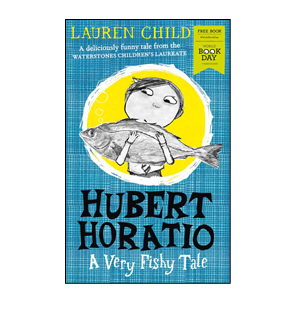 LAUREN CHILD
A deliciously funny tale from the
WATERSTONES CHILDREN'S LAUREATE
FREE BOOK
WORLD
BOOK
DAY
HUBERT
HORATIO
A Very Fishy Tale